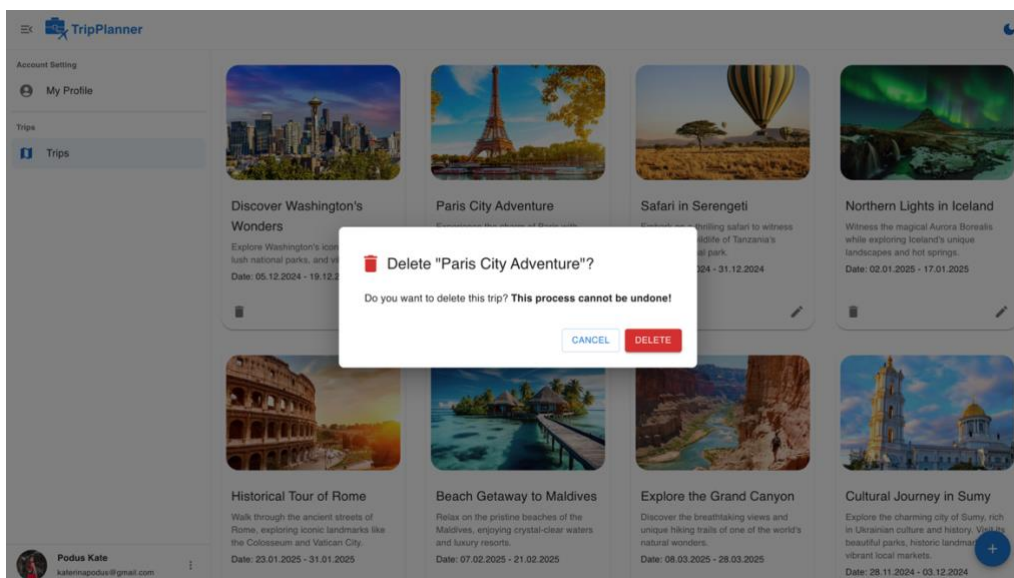 TripPlanner
Account Setting
My Profile
Trips
Trips
Discover Washington's
Wonders
Explore Washington's icon
lush national parks, and vi
Date: 05.12.2024 - 19.12.2
Paris City Adventure
Experience the charm of Paris with
Safari in Serengeti
thrilling safari to witness
ildlife of Tanzania's
al park.
024 - 31.12.2024
Northern Lights in Iceland
Witness the magical Aurora Borealis
while exploring Iceland's unique
landscapes and hot springs.
Date: 02.01.2025 - 17.01.2025
Delete "Paris City Adventure"?
Do you want to delete this trip? This process cannot be undone!
CANCEL
DELETE
Historical Tour of Rome
Walk through the ancient streets of
Rome, exploring iconic landmarks like
the Colosseum and Vatican City.
Date: 23.01.2025 - 31.01.2025
Beach Getaway to Maldives
Relax on the pristine beaches of the
Maldives, enjoying crystal-clear waters
and luxury resorts.
Date: 07.02.2025 - 21.02.2025
Explore the Grand Canyon
Discover the breathtaking views and
unique hiking trails of one of the world's
natural wonders.
Date: 08.03.2025 - 28.03.2025
Cultural Journey in Sumy
Explore the charming city of Sumy, rich
in Ukrainian culture and history. Visit its
beautiful parks, historic landmar
vibrant local markets.
Date: 28.11.2024 - 03.12.2024
Podus Kate
katerinapodus@gmail.com